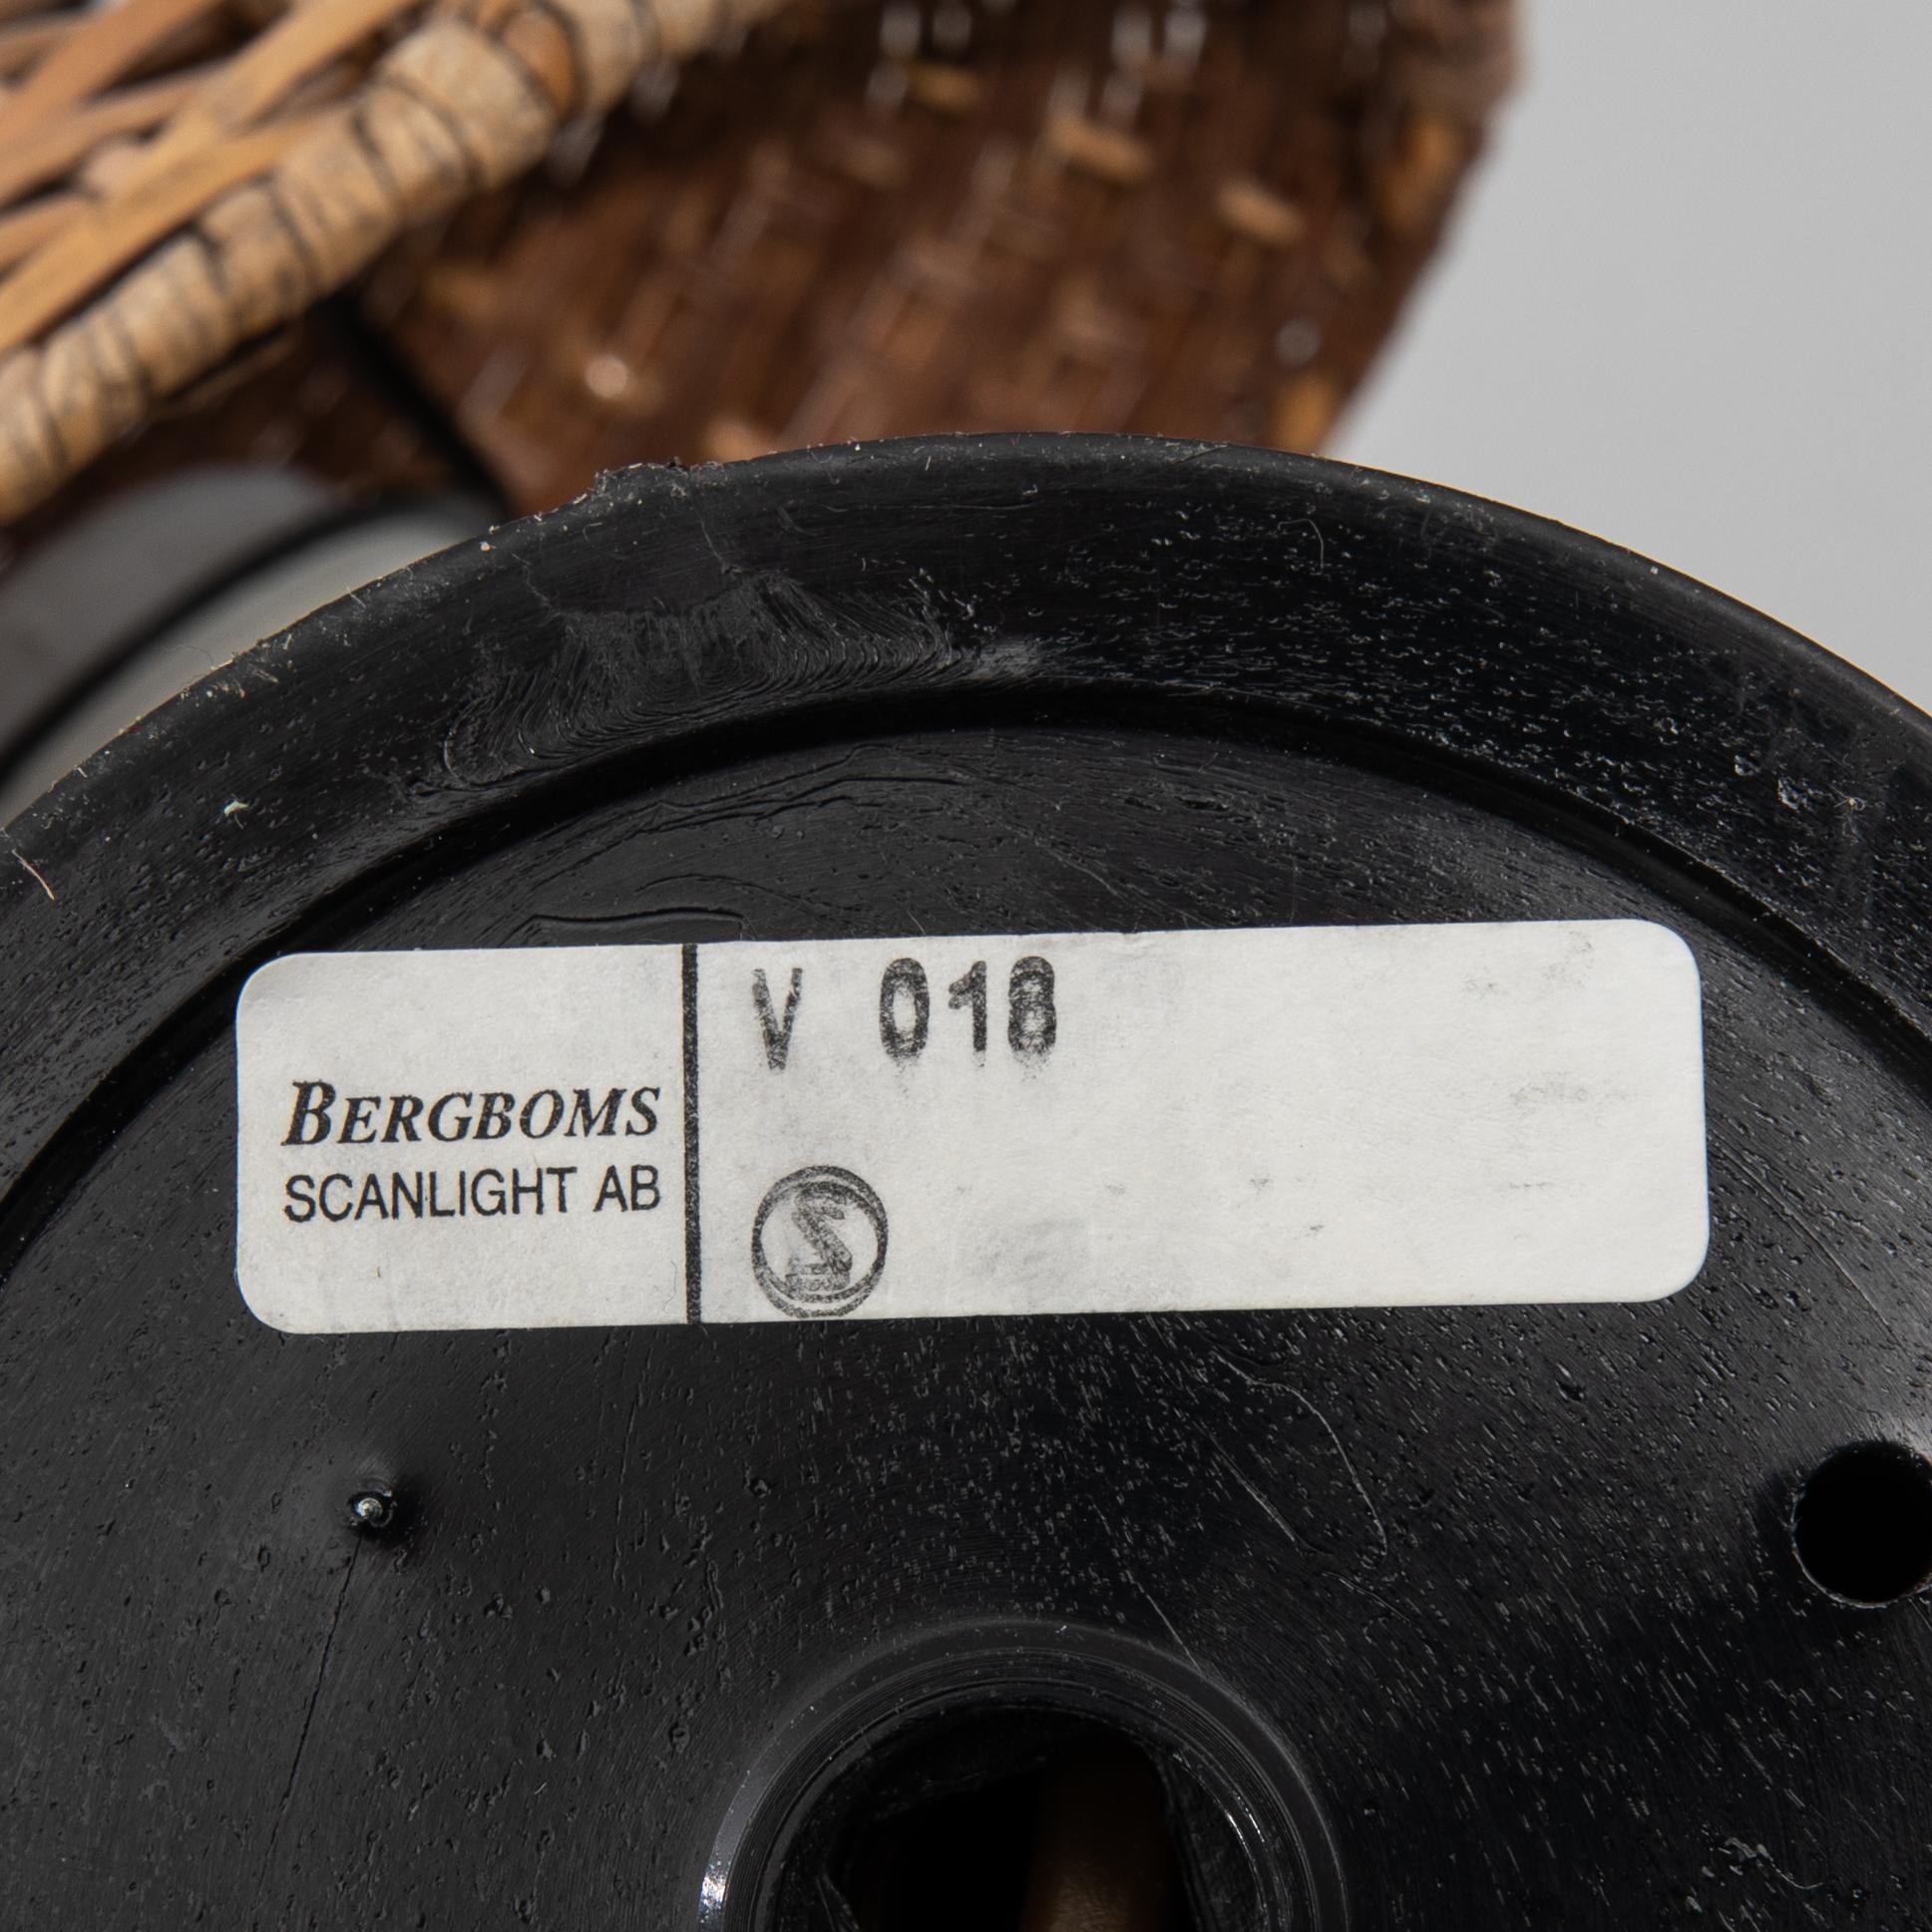 V 018
BERGBOMS
SCANLIGHT AB
S